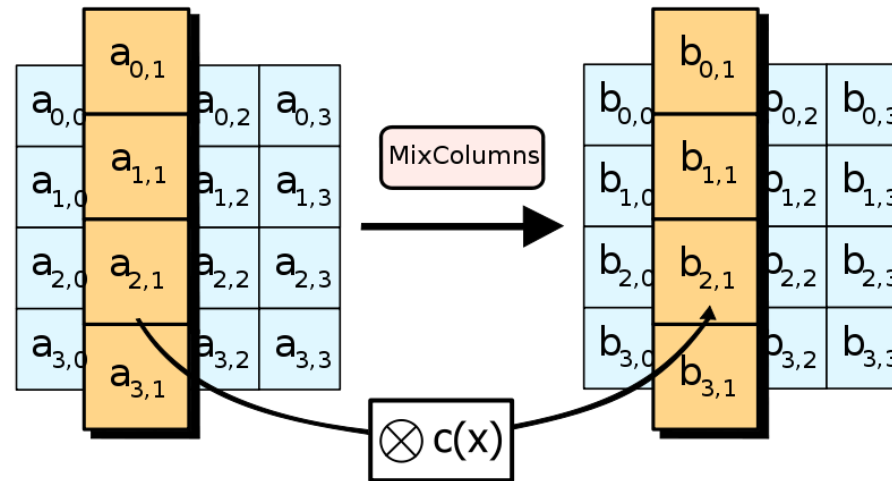 a0,1 b0,1
a0,0 a0,2 a0,3 b0,0 b0,2 b0,3
MixColumns
a1,0 a1,1 a1,2 a1,3 b1,0 b1,1 b1,2 b1,3
a2,0 a2,1 a2,2 a2,3 b2,0 b2,1 b2,2 b2,3
a3,0 a3,1 a3,2 a3,3 b3,0 b3,1 b3,2 b3,3
⊗ c(x)